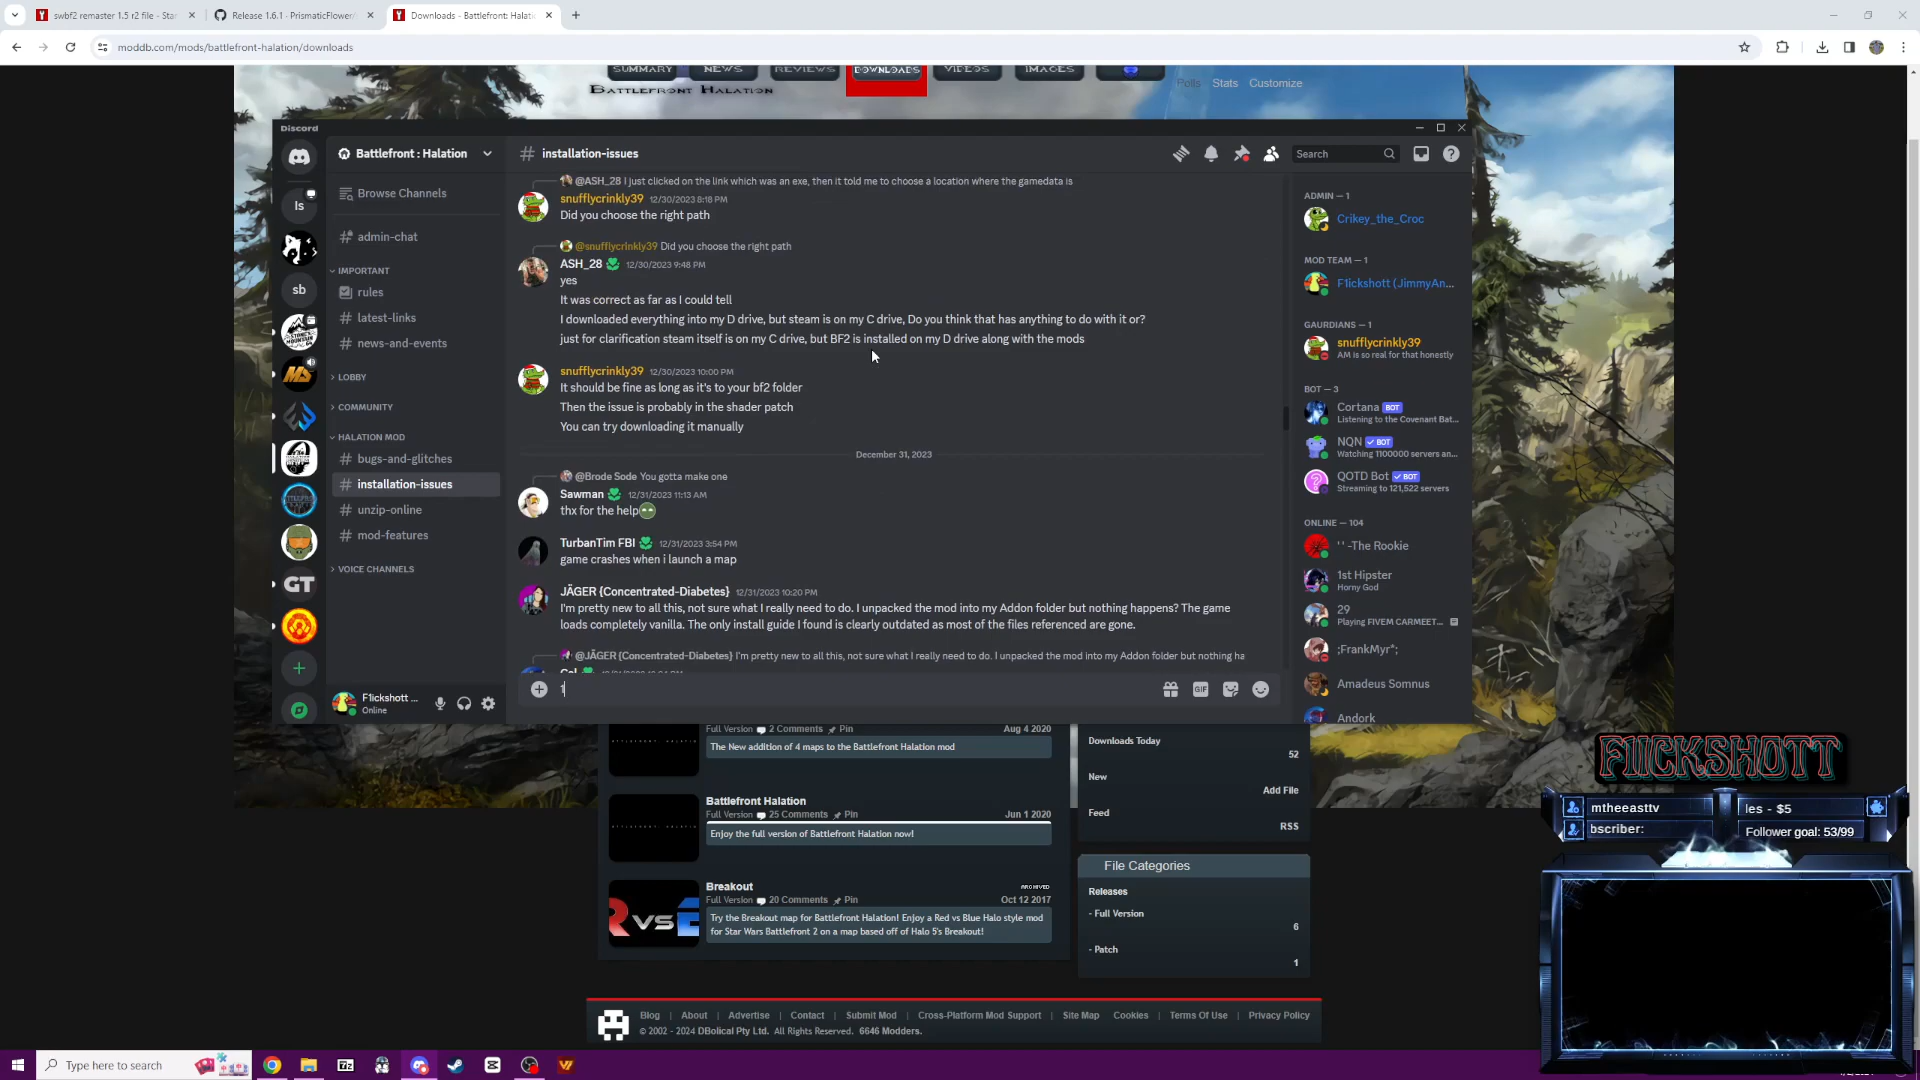 swbf2 remaster 1.5 r2 file - Star
Release 1.6.1 · PrismaticFlower/
Downloads - Battlefront: Halatio
moddb.com/mods/battlefront-halation/downloads
SUMMARY NEWS REVIEWS DOWNLOADS VIDEOS IMAGES
Battlefront Halation
Polls Stats Customize
Discord
Battlefront : Halation
installation-issues
Search
Browse Channels
admin-chat
IMPORTANT
rules
latest-links
news-and-events
LOBBY
COMMUNITY
HALATION MOD
bugs-and-glitches
installation-issues
unzip-online
mod-features
VOICE CHANNELS
ls
sb
GT
F1ickshott ...
Online
@ASH_28 I just clicked on the link which was an exe, then it told me to choose a location where the gamedata is
snufflycrinkly39 12/30/2023 8:18 PM
Did you choose the right path
@snufflycrinkly39 Did you choose the right path
ASH_28 12/30/2023 9:48 PM
yes
It was correct as far as I could tell
I downloaded everything into my D drive, but steam is on my C drive, Do you think that has anything to do with it or?
just for clarification steam itself is on my C drive, but BF2 is installed on my D drive along with the mods
snufflycrinkly39 12/30/2023 10:00 PM
It should be fine as long as it's to your bf2 folder
Then the issue is probably in the shader patch
You can try downloading it manually
December 31, 2023
@Brode Sode You gotta make one
Sawman 12/31/2023 11:13 AM
thx for the help
TurbanTim FBI 12/31/2023 3:54 PM
game crashes when i launch a map
JÄGER {Concentrated-Diabetes} 12/31/2023 10:20 PM
I'm pretty new to all this, not sure what I really need to do. I unpacked the mod into my Addon folder but nothing happens? The game
loads completely vanilla. The only install guide I found is clearly outdated as most of the files referenced are gone.
@JÄGER {Concentrated-Diabetes} I'm pretty new to all this, not sure what I really need to do. I unpacked the mod into my Addon folder but nothing ha
GIF
ADMIN — 1
Crikey_the_Croc
MOD TEAM — 1
F1ickshott (JimmyAn...
GAURDIANS — 1
snufflycrinkly39
AM is so real for that honestly
BOT — 3
Cortana BOT
Listening to the Covenant Bat...
NQN BOT
Watching 1100000 servers an...
QOTD Bot BOT
Streaming to 121,522 servers
ONLINE — 104
' ' -The Rookie
1st Hipster
Horny God
29
Playing FIVEM CARMEET...
;FrankMyr*;
Amadeus Somnus
Andork
Full Version 2 Comments Pin Aug 4 2020
The New addition of 4 maps to the Battlefront Halation mod
Battlefront Halation
Full Version 25 Comments Pin Jun 1 2020
Enjoy the full version of Battlefront Halation now!
Breakout ARCHIVED
Full Version 20 Comments Pin Oct 12 2017
Try the Breakout map for Battlefront Halation! Enjoy a Red vs Blue Halo style mod
for Star Wars Battlefront 2 on a map based off of Halo 5's Breakout!
R vs B
Downloads Today
52
New
Add File
Feed
RSS
File Categories
Releases
- Full Version
6
- Patch
1
F1ICKSHOTT
mtheeasttv
les - $5
bscriber:
Follower goal: 53/99
Blog | About | Advertise | Contact | Submit Mod | Cross-Platform Mod Support | Site Map | Cookies | Terms Of Use | Privacy Policy
© 2002 - 2024 DBolical Pty Ltd. All Rights Reserved. 6646 Modders.
Type here to search
7z